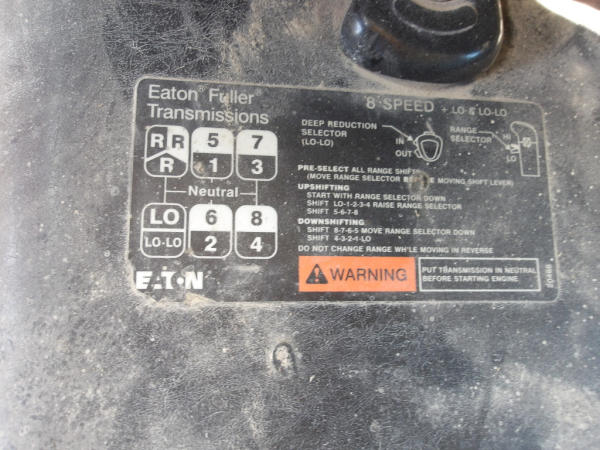 Eaton® Fuller®
Transmissions
8 SPEED + LO & LO-LO
R R 5 7
R 1 3
Neutral
LO 6 8
LO-LO 2 4
EATON
DEEP REDUCTION
SELECTOR
(LO-LO)
IN
OUT
RANGE
SELECTOR
HI
LO
PRE-SELECT ALL RANGE SHIFTS
(MOVE RANGE SELECTOR BEFORE MOVING SHIFT LEVER)
UPSHIFTING
START WITH RANGE SELECTOR DOWN
SHIFT LO-1-2-3-4 RAISE RANGE SELECTOR
SHIFT 5-6-7-8
DOWNSHIFTING
SHIFT 8-7-6-5 MOVE RANGE SELECTOR DOWN
SHIFT 4-3-2-1-LO
DO NOT CHANGE RANGE WHILE MOVING IN REVERSE
WARNING
PUT TRANSMISSION IN NEUTRAL
BEFORE STARTING ENGINE